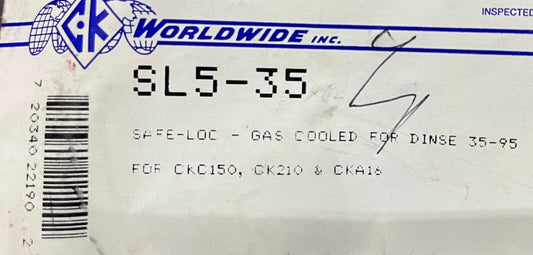 INSPECTED
CK WORLDWIDE INC.
SL5-35
SAFE-LOC - GAS COOLED FOR DINSE 35-95
FOR CKC150, CK210 & CKA16
7 20340 22190 2